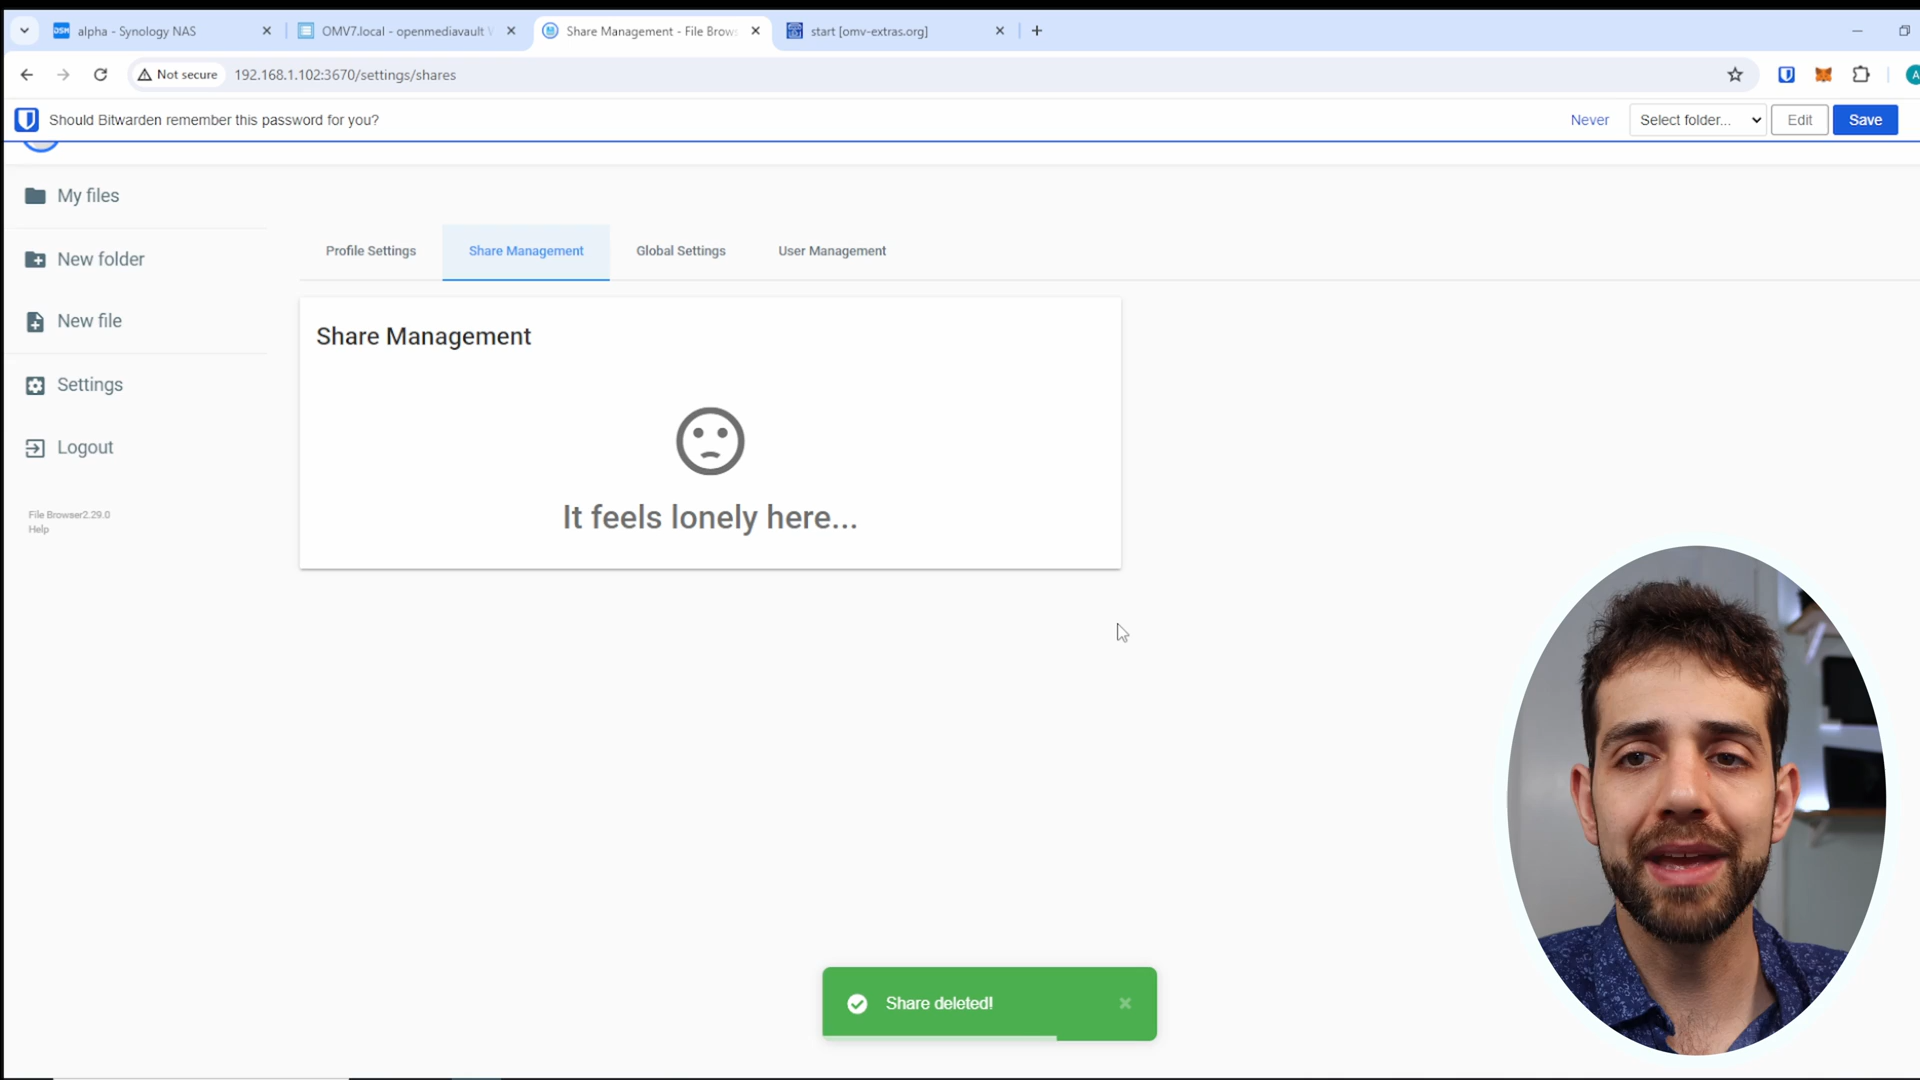 DSM alpha - Synology NAS
OMV7.local - openmediavault
Share Management - File Brows
start [omv-extras.org]
Not secure 192.168.1.102:3670/settings/shares
A
Should Bitwarden remember this password for you?
Never
Select folder...
Edit
Save
My files
New folder
New file
Settings
Logout
File Browser2.29.0
Help
Profile Settings
Share Management
Global Settings
User Management
Share Management
It feels lonely here...
Share deleted!